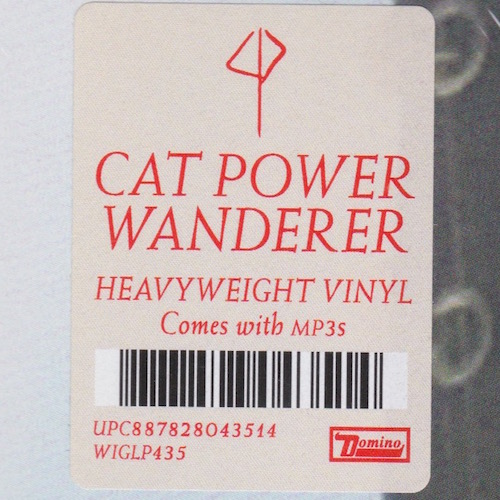 CAT POWER
WANDERER
HEAVYWEIGHT VINYL
Comes with MP3s
UPC887828043514
WIGLP435
Domino